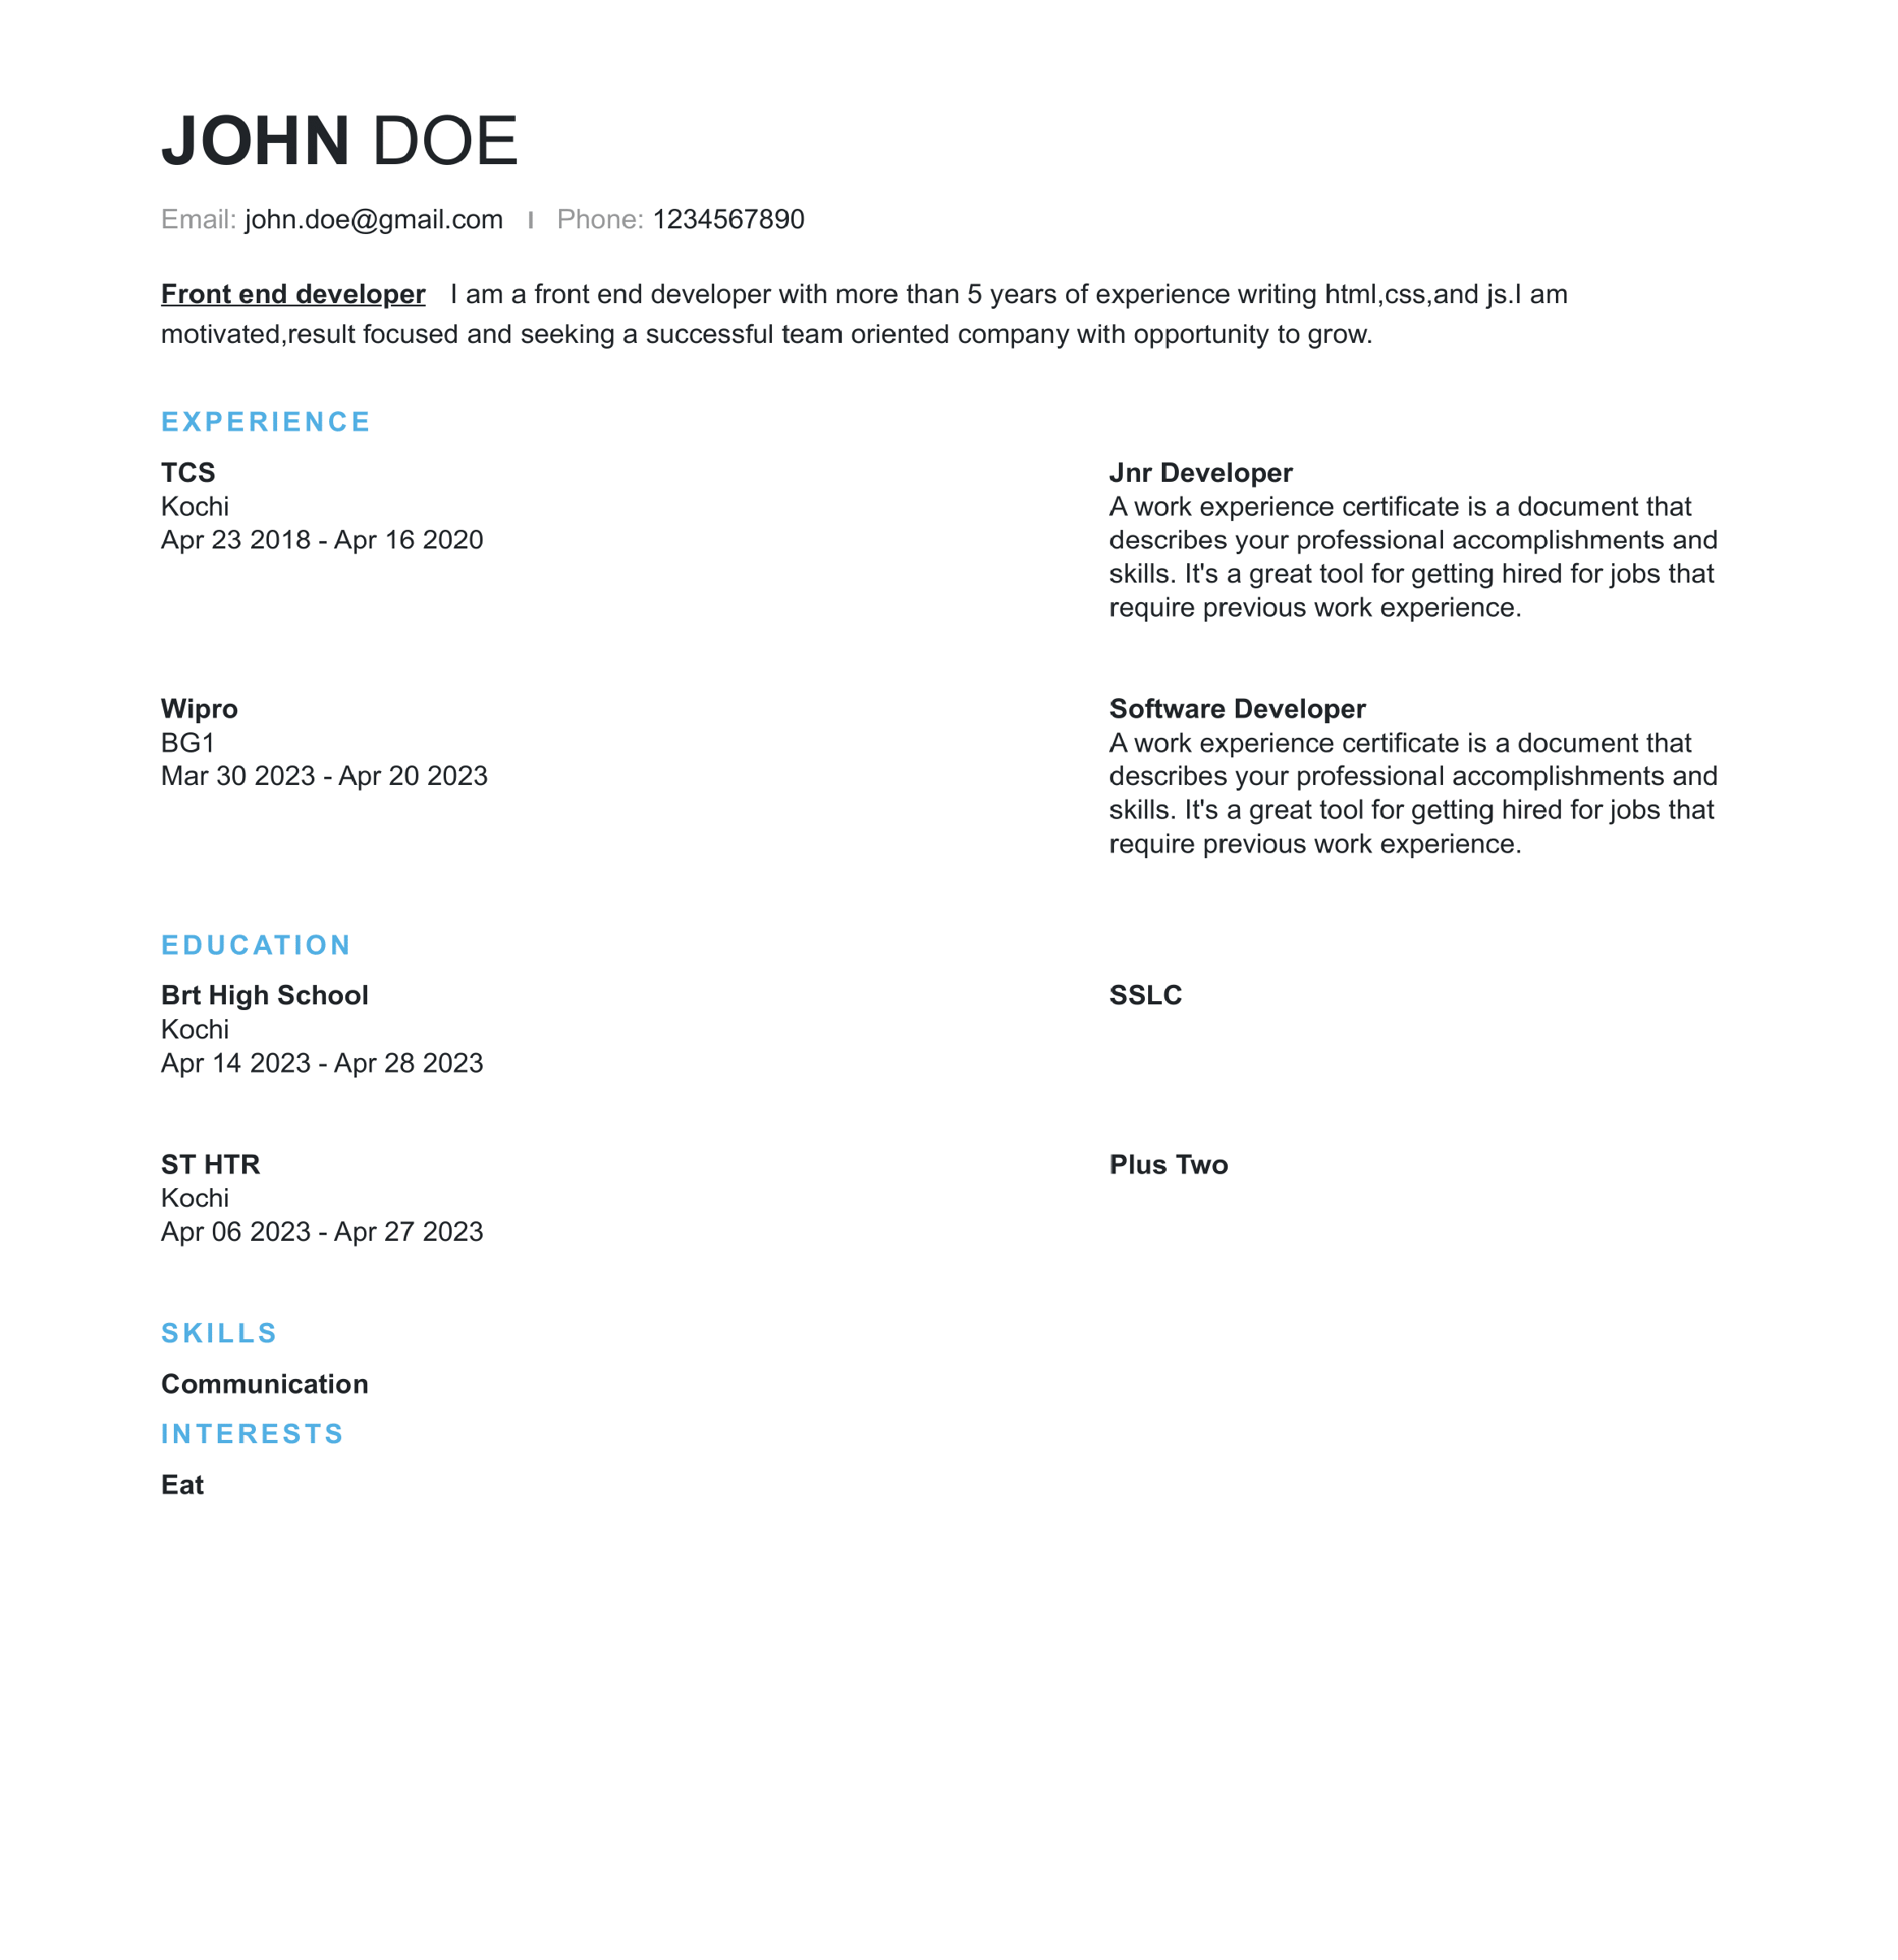 JOHN DOE
Email: john.doe@gmail.com I Phone: 1234567890
Front end developer I am a front end developer with more than 5 years of experience writing html,css,and js.I am
motivated,result focused and seeking a successful team oriented company with opportunity to grow.
EXPERIENCE
TCS
Kochi
Apr 23 2018 - Apr 16 2020
Jnr Developer
A work experience certificate is a document that
describes your professional accomplishments and
skills. It's a great tool for getting hired for jobs that
require previous work experience.
Wipro
BG1
Mar 30 2023 - Apr 20 2023
Software Developer
A work experience certificate is a document that
describes your professional accomplishments and
skills. It's a great tool for getting hired for jobs that
require previous work experience.
EDUCATION
Brt High School
Kochi
Apr 14 2023 - Apr 28 2023
SSLC
ST HTR
Kochi
Apr 06 2023 - Apr 27 2023
Plus Two
SKILLS
Communication
INTERESTS
Eat